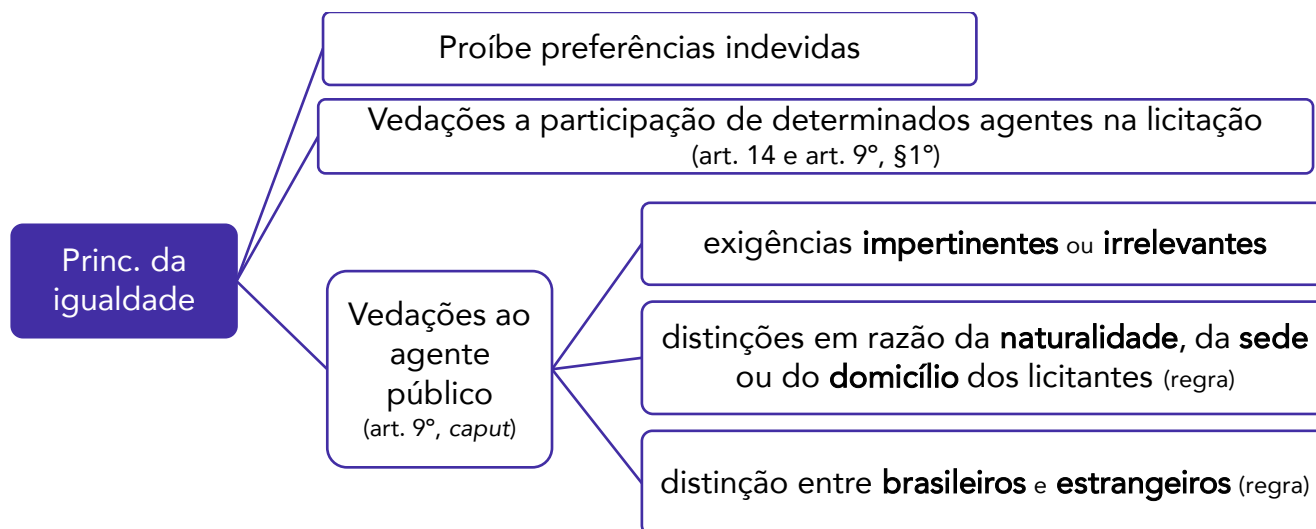 Proíbe preferências indevidas
Vedações a participação de determinados agentes na licitação
(art. 14 e art. 9º, §1º)
Princ. da
igualdade
Vedações ao
agente
público
(art. 9º, caput)
exigências impertinentes ou irrelevantes
distinções em razão da naturalidade, da sede
ou do domicílio dos licitantes (regra)
distinção entre brasileiros e estrangeiros (regra)